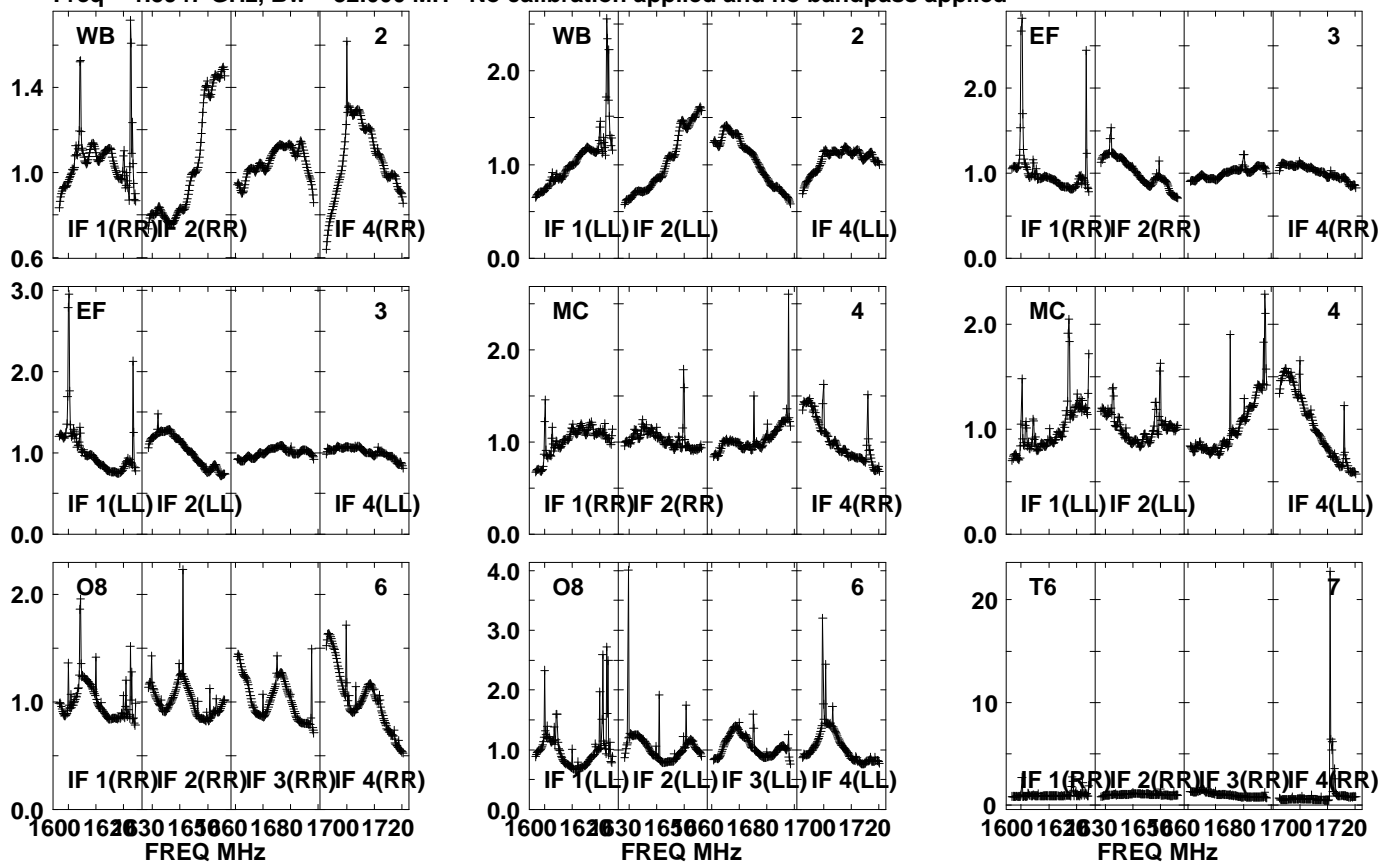 Freq GHz, No calibration applied and no bandpass applied
WB 2 WB 2 EF 3
1.4
1.0
0.6
2.0
1.0
0.0
2.0
1.0
0.0
IF 1(RR) IF 2(RR) IF 4(RR)
IF 1(LL) IF 2(LL) IF 4(LL)
IF 1(RR) IF 2(RR) IF 4(RR)
EF 3 MC 4 MC 4
3.0
2.0
1.0
0.0
2.0
1.0
0.0
2.0
1.0
0.0
IF 1(LL) IF 2(LL) IF 4(LL)
IF 1(RR) IF 2(RR) IF 4(RR)
IF 1(LL) IF 2(LL) IF 4(LL)
O8 6 O8 6 T6 7
2.0
1.0
0.0
4.0
3.0
2.0
1.0
0.0
20
10
0
IF 1(RR) IF 2(RR) IF 3(RR) IF 4(RR)
IF 1(LL) IF 2(LL) IF 3(LL) IF 4(LL)
IF 1(RR) IF 2(RR) IF 3(RR) IF 4(RR)
1600 1630 1660 1700 1720
1600 1630 1660 1700 1720
FREQ MHz FREQ MHz